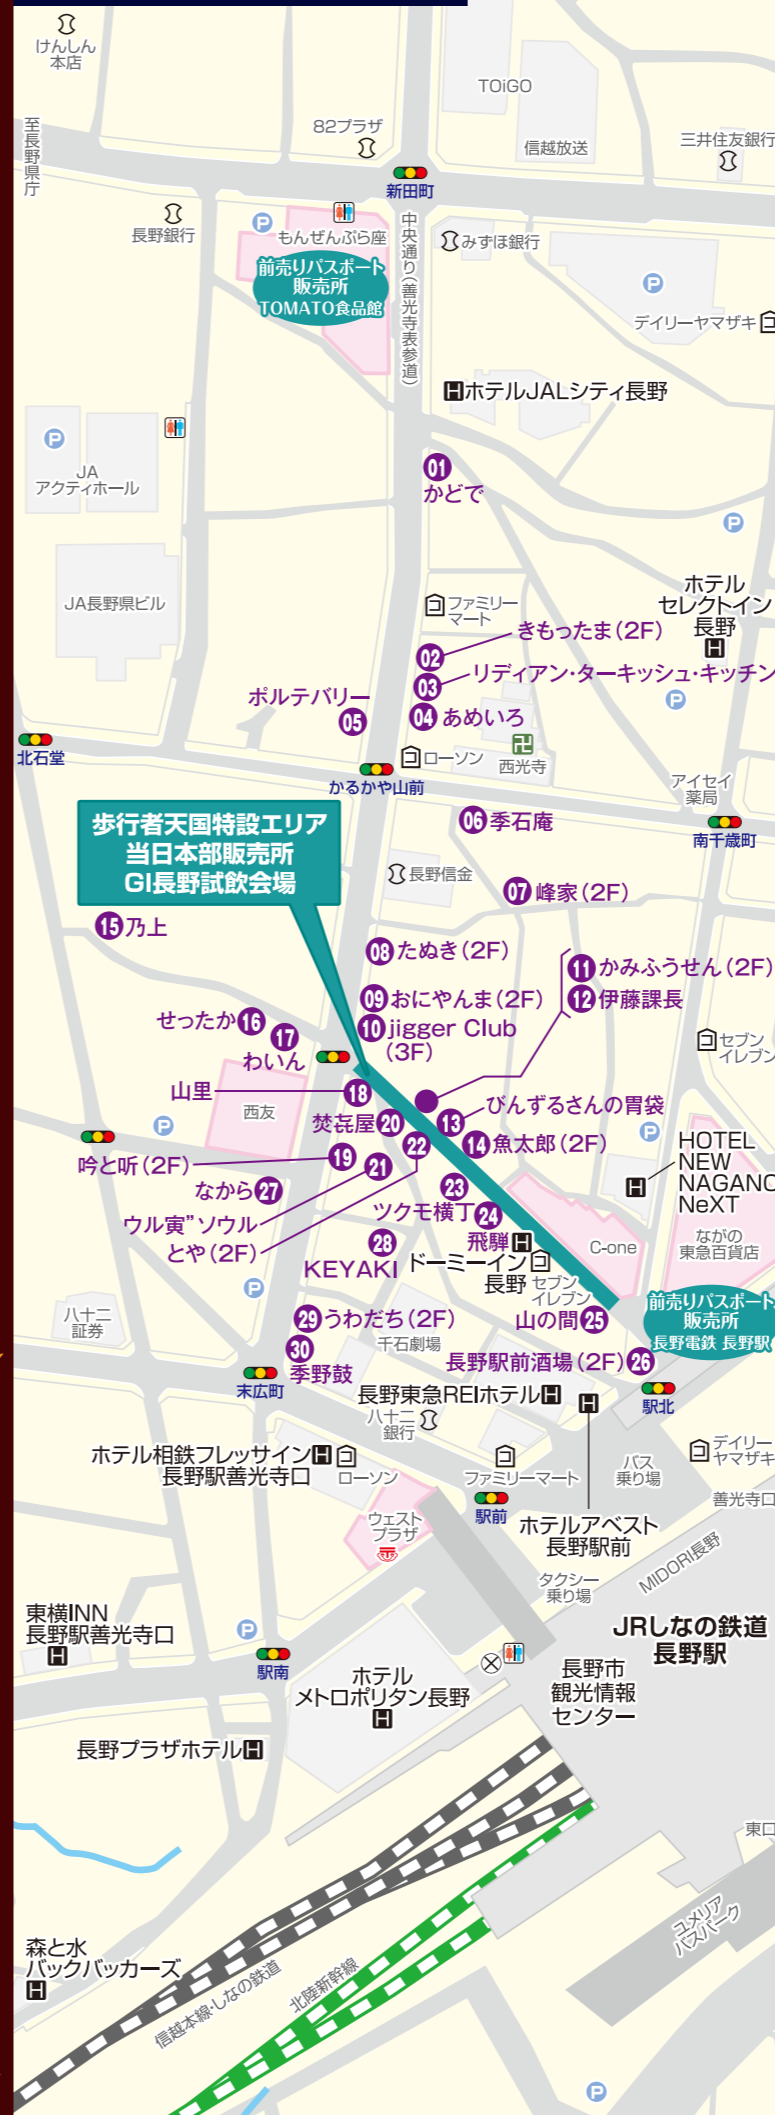 けんしん
本店
TOiGO
82プラザ
信越放送
三井住友銀行
至長野県庁
新田町
長野銀行
P
もんぜんぷら座
中央通り(善光寺表参道)
みずほ銀行
前売りパスポート
販売所
TOMATO食品館
P
デイリーヤマザキ
H ホテルJALシティ長野
P
JA
アクティホール
01
かどで
P
JA長野県ビル
ファミリー
マート
ホテル
セレクトイン
長野
H
きもったま(2F)
02
リディアン・ターキッシュ・キッチン
03
ポルテバリー
05
04 あめいろ
P
北石堂
ローソン
西光寺
かるかや山前
アイセイ
薬局
歩行者天国特設エリア
当日本部販売所
GI長野試飲会場
06 季石庵
南千歳町
長野信金
07 峰家(2F)
15 乃上
08 たぬき(2F)
11 かみふうせん(2F)
12 伊藤課長
09 おにやんま(2F)
せったか 16
17
わいん
10 jigger Club
(3F)
セブン
イレブン
山里
18
西友
P
焚㐂屋 20
13
びんずるさんの胃袋
P
22
14 魚太郎(2F)
HOTEL
NEW
NAGANO
NeXT
H
吟と听(2F)
19
21
なから 27
23
ツクモ横丁
24
飛騨
ウル寅”ソウル
とや(2F)
28
KEYAKI
ドーミーイン
長野
H
C-one
ながの
東急百貨店
セブン
イレブン
P
八十二
証券
29 うわだち(2F)
山の間 25
前売りパスポート
販売所
長野電鉄 長野駅
30
季野鼓
千石劇場
長野駅前酒場(2F) 26
末広町
長野東急REIホテル H
H
駅北
八十二
銀行
ホテル相鉄フレッサイン H
長野駅善光寺口
ローソン
ファミリーマート
バス
乗り場
デイリー
ヤマザキ
駅前
善光寺口
ウェスト
プラザ
ホテルアベスト
長野駅前
タクシー
乗り場
MIDORI長野
東横INN
長野駅善光寺口
H
P
駅南
JRしなの鉄道
長野駅
ホテル
メトロポリタン長野
H
長野市
観光情報
センター
長野プラザホテル H
東口
ユメリア
バスパーク
森と水
バックパッカーズ
H
信越本線・しなの鉄道
北陸新幹線
P